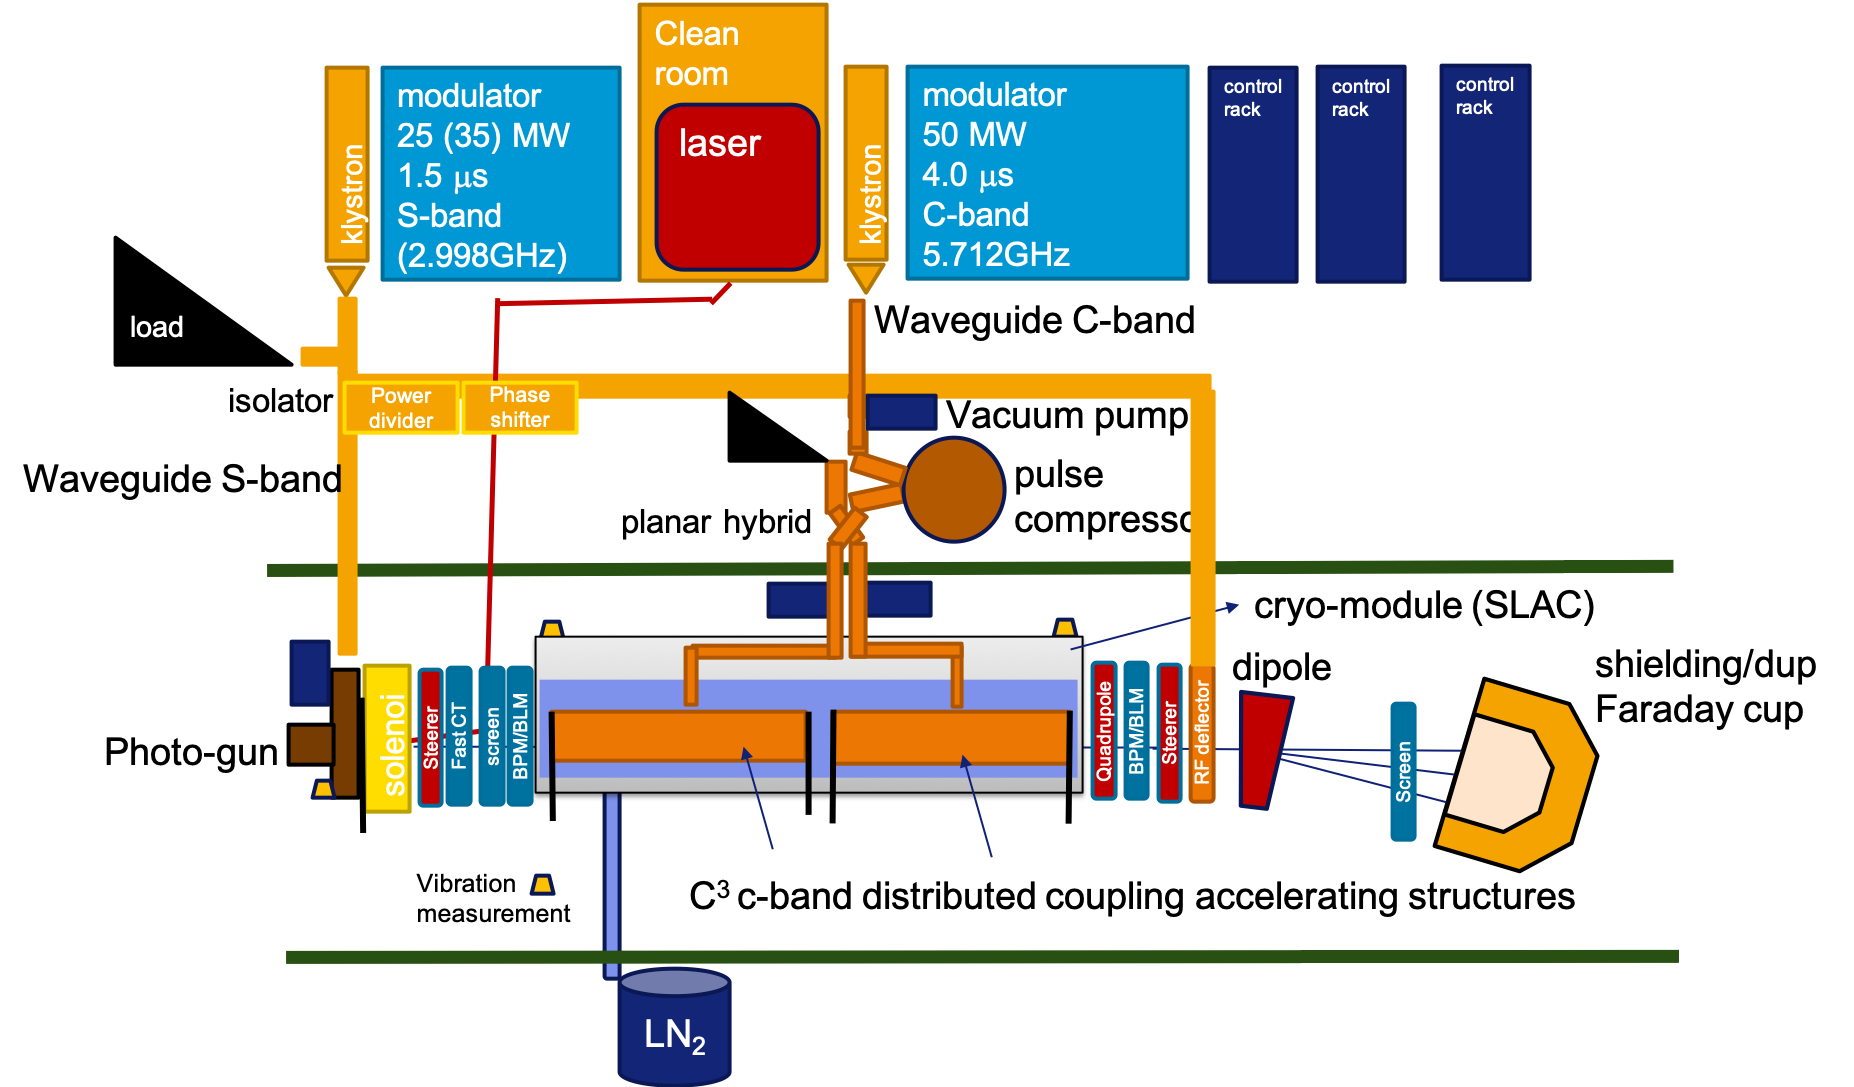 Clean
room
laser
klystron
modulator
25 (35) MW
1.5 μs
S-band
(2.998GHz)
klystron
modulator
50 MW
4.0 μs
C-band
5.712GHz
control
rack
control
rack
control
rack
load
isolator
Power
divider
Phase
shifter
Waveguide C-band
Vacuum pump
Waveguide S-band
pulse
compresso
planar hybrid
cryo-module (SLAC)
dipole
shielding/dup
Faraday cup
Photo-gun
solenoi
Steerer
Fast CT
screen
BPM/BLM
Quadrupole
BPM/BLM
Steerer
RF deflector
Screen
Vibration
measurement
C³ c-band distributed coupling accelerating structures
LN₂